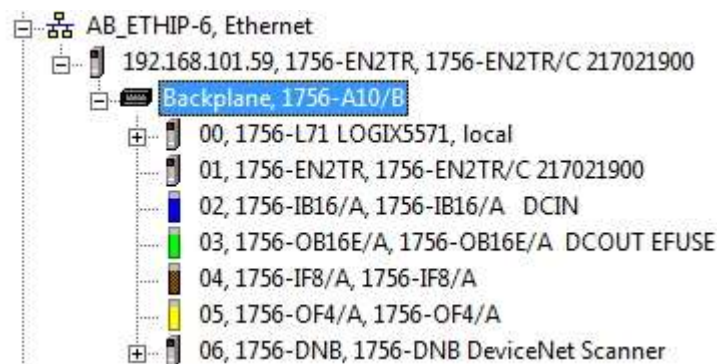 AB_ETHIP-6, Ethernet
192.168.101.59, 1756-EN2TR, 1756-EN2TR/C 217021900
Backplane, 1756-A10/B
00, 1756-L71 LOGIX5571, local
01, 1756-EN2TR, 1756-EN2TR/C 217021900
02, 1756-IB16/A, 1756-IB16/A DCIN
03, 1756-OB16E/A, 1756-OB16E/A DCOUT EFUSE
04, 1756-IF8/A, 1756-IF8/A
05, 1756-OF4/A, 1756-OF4/A
06, 1756-DNB, 1756-DNB DeviceNet Scanner